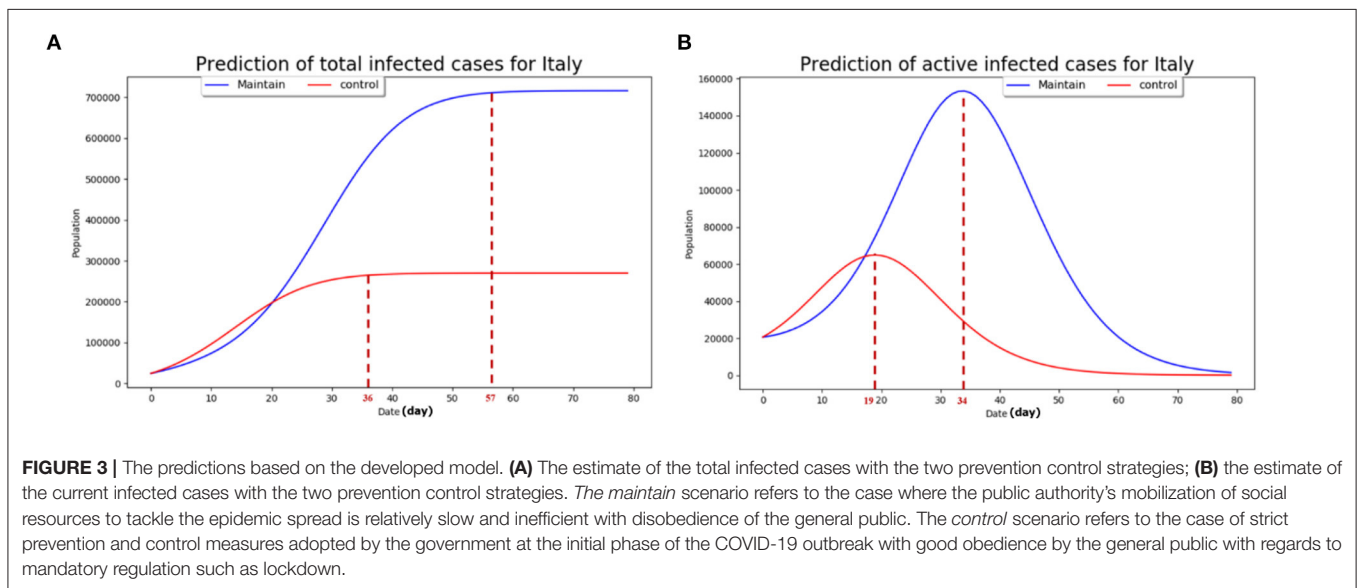 A
Prediction of total infected cases for Italy
Maintain control
700000
600000
500000
400000
300000
200000
100000
0
Population
0 10 20 30 36 40 50 57 60 70 80
Date (day)
B
Prediction of active infected cases for Italy
Maintain control
160000
140000
120000
100000
80000
60000
40000
20000
0
Population
0 10 19 20 30 34 40 50 60 70 80
Date (day)
FIGURE 3 | The predictions based on the developed model. (A) The estimate of the total infected cases with the two prevention control strategies; (B) the estimate of
the current infected cases with the two prevention control strategies. The maintain scenario refers to the case where the public authority's mobilization of social
resources to tackle the epidemic spread is relatively slow and inefficient with disobedience of the general public. The control scenario refers to the case of strict
prevention and control measures adopted by the government at the initial phase of the COVID-19 outbreak with good obedience by the general public with regards to
mandatory regulation such as lockdown.